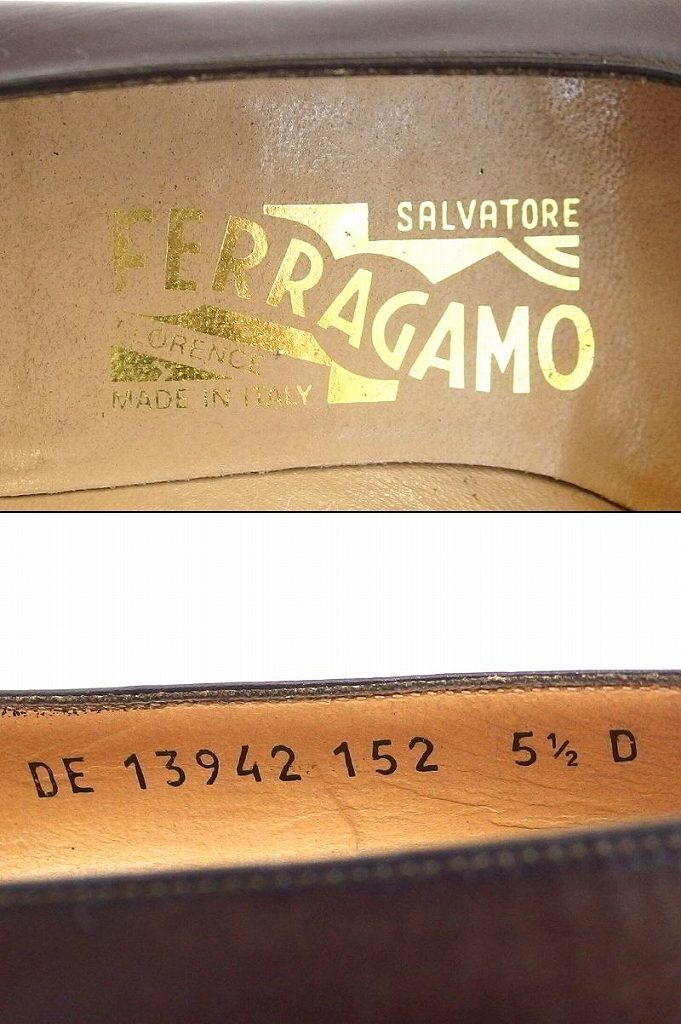 SALVATORE
FERRAGAMO
FLORENCE
MADE IN ITALY
DE 13942 152 5½ D